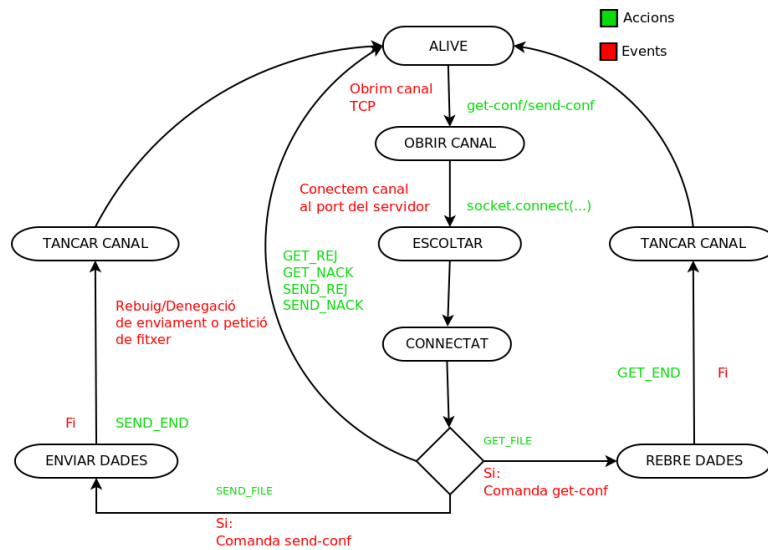 Accions
Events
ALIVE
Obrim canal
TCP
get-conf/send-conf
OBRIR CANAL
Conectem canal
al port del servidor
socket.connect(...)
TANCAR CANAL
ESCOLTAR
TANCAR CANAL
GET_REJ
GET_NACK
SEND_REJ
SEND_NACK
Rebuig/Denegació
de enviament o petició
de fitxer
CONNECTAT
GET_END
Fi
Fi
SEND_END
GET_FILE
ENVIAR DADES
REBRE DADES
Si:
Comanda get-conf
SEND_FILE
Si:
Comanda send-conf